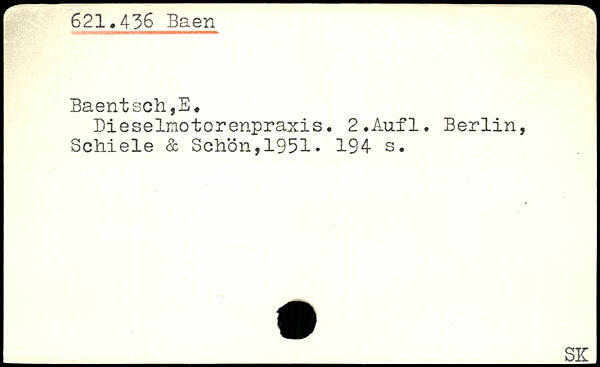 621.436 Baen
Baentsch,E.
Dieselmotorenpraxis. 2.Aufl. Berlin,
Schiele & Schön,1951. 194 s.
SK